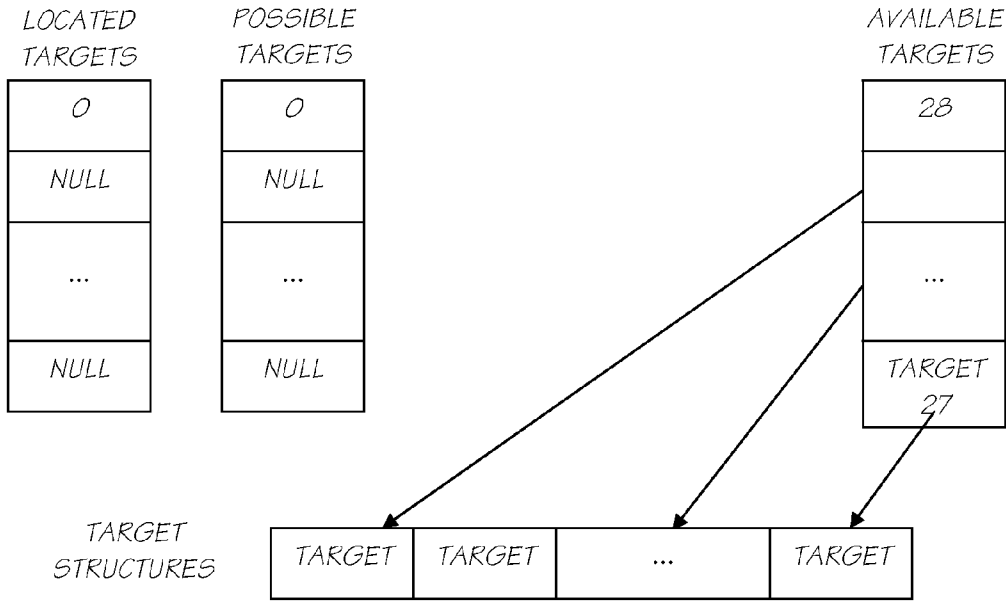 LOCATED
TARGETS
0
NULL
...
NULL
POSSIBLE
TARGETS
0
NULL
...
NULL
AVAILABLE
TARGETS
28
...
TARGET
27
TARGET
STRUCTURES
TARGET
TARGET
...
TARGET